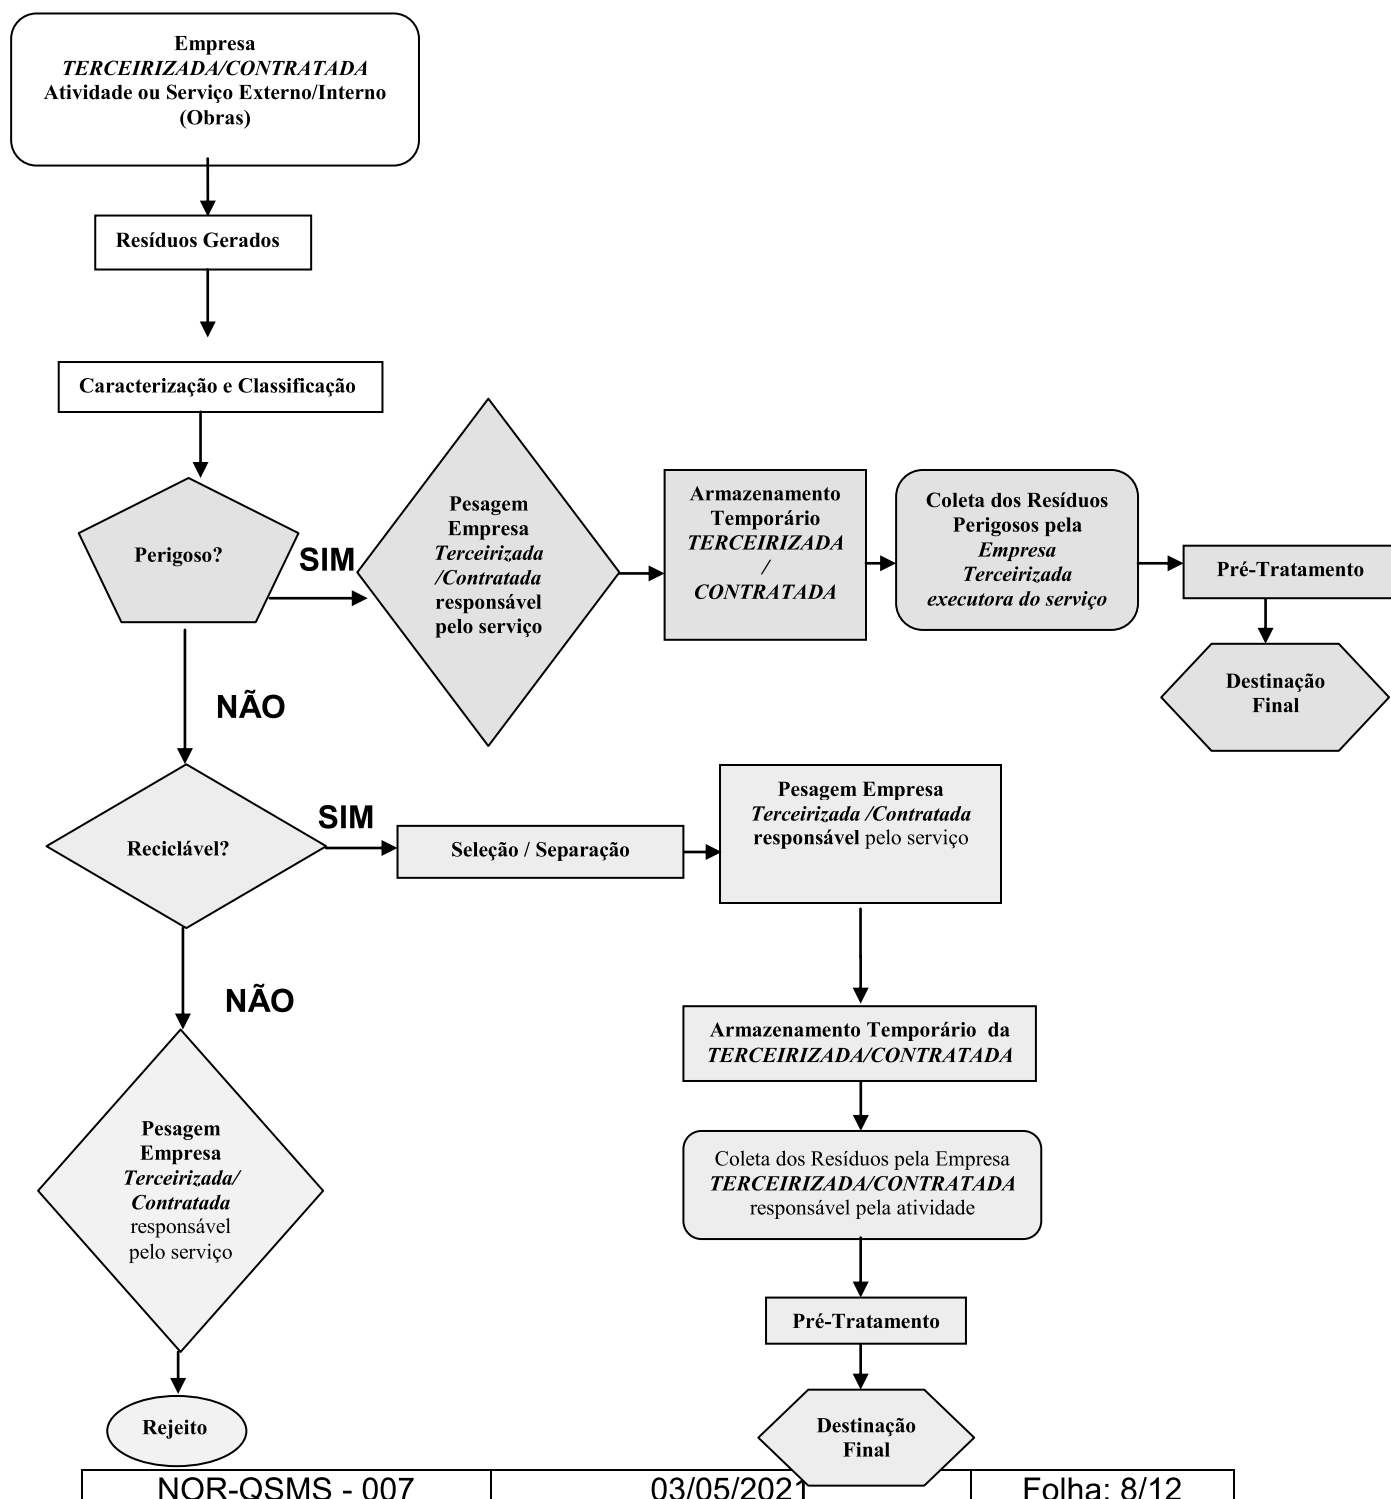 Empresa
TERCEIRIZADA/CONTRATADA
Atividade ou Serviço Externo/Interno
(Obras)
Resíduos Gerados
Caracterização e Classificação
Perigoso?
SIM
Pesagem
Empresa
Terceirizada
/Contratada
responsável
pelo serviço
Armazenamento
Temporário
TERCEIRIZADA
/
CONTRATADA
Coleta dos Resíduos
Perigosos pela
Empresa
Terceirizada
executora do serviço
Pré-Tratamento
Destinação
Final
NÃO
Reciclável?
SIM
Seleção / Separação
Pesagem Empresa
Terceirizada /Contratada
responsável pelo serviço
Armazenamento Temporário da
TERCEIRIZADA/CONTRATADA
Coleta dos Resíduos pela Empresa
TERCEIRIZADA/CONTRATADA
responsável pela atividade
Pré-Tratamento
Destinação
Final
NÃO
Pesagem
Empresa
Terceirizada/
Contratada
responsável
pelo serviço
Rejeito
NOR-QSMS - 007 03/05/2021 Folha: 8/12